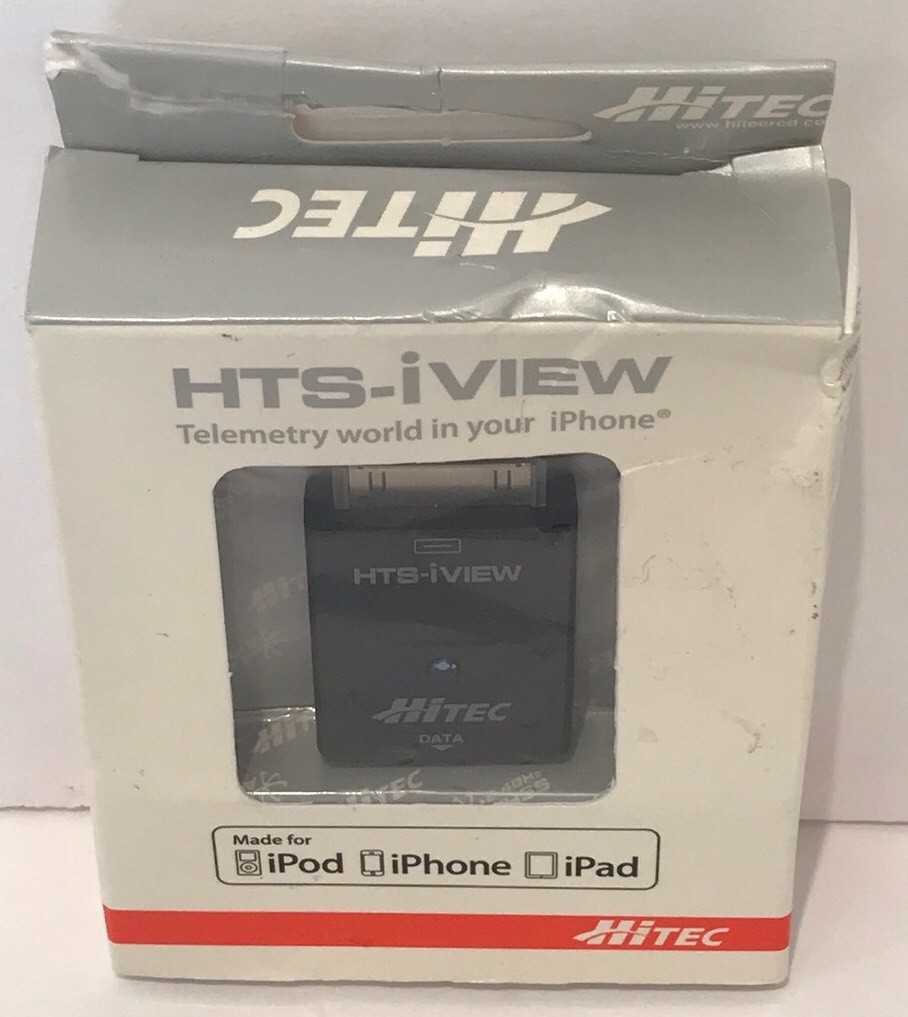 HiTEC
www.hitecrcd.co
HiTEC
HTS-iVIEW
Telemetry world in your iPhone®
HTS-iVIEW
HiTEC
DATA
HiTEC
Made for
iPod iPhone iPad
HiTEC